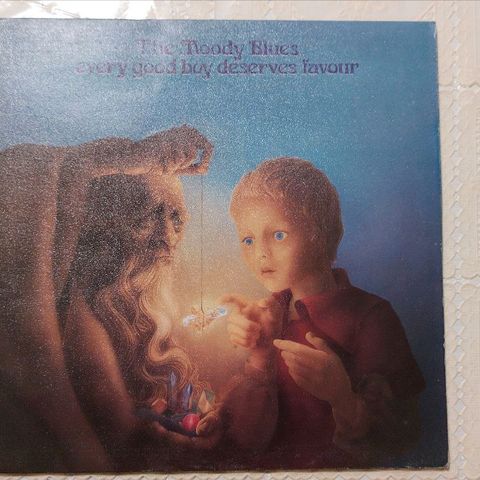 The Moody Blues
every good boy deserves favour